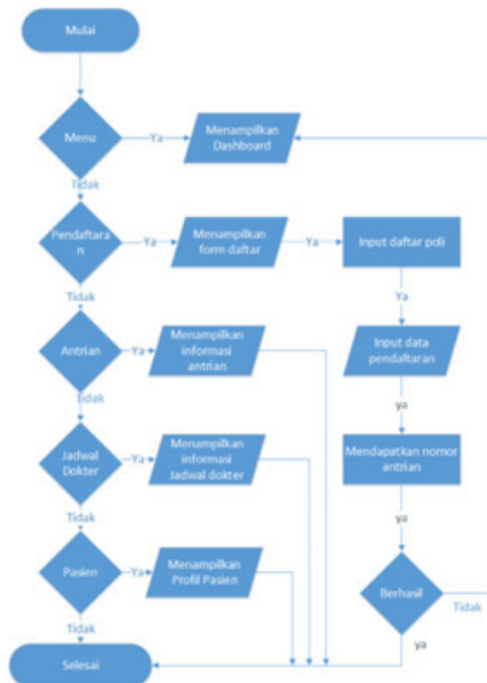 Mulai
Menu
Ya
Menampilkan
Dashboard
Tidak
Pendaftara
n
Ya
Menampilkan
form daftar
Ya
Input daftar poli
Tidak
Ya
Antrian
Ya
Menampilkan
informasi
antrian
Input data
pendaftaran
Tidak
ya
Jadwal
Dokter
Ya
Menampilkan
informasi
Jadwal dokter
Mendapatkan nomor
antrian
Tidak
ya
Pasien
Ya
Menampilkan
Profil Pasien
Berhasil
Tidak
Tidak
ya
Selesai